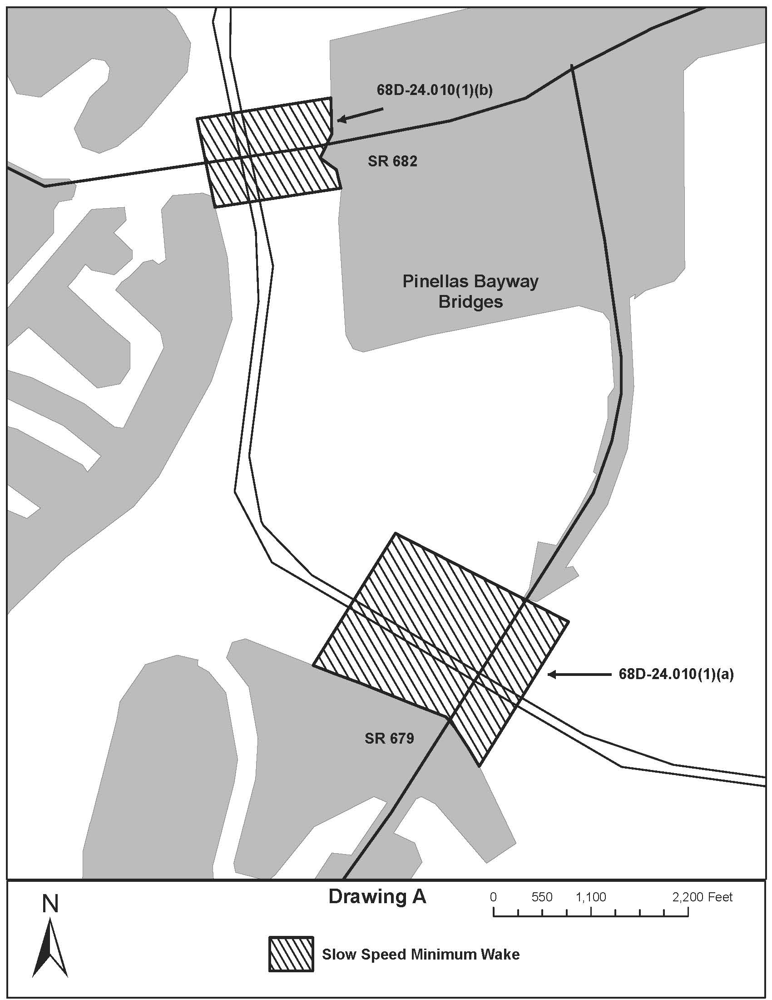 68D-24.010(1)(b)
SR 682
Pinellas Bayway
Bridges
68D-24.010(1)(a)
SR 679
N
Drawing A
0 550 1,100 2,200 Feet
Slow Speed Minimum Wake